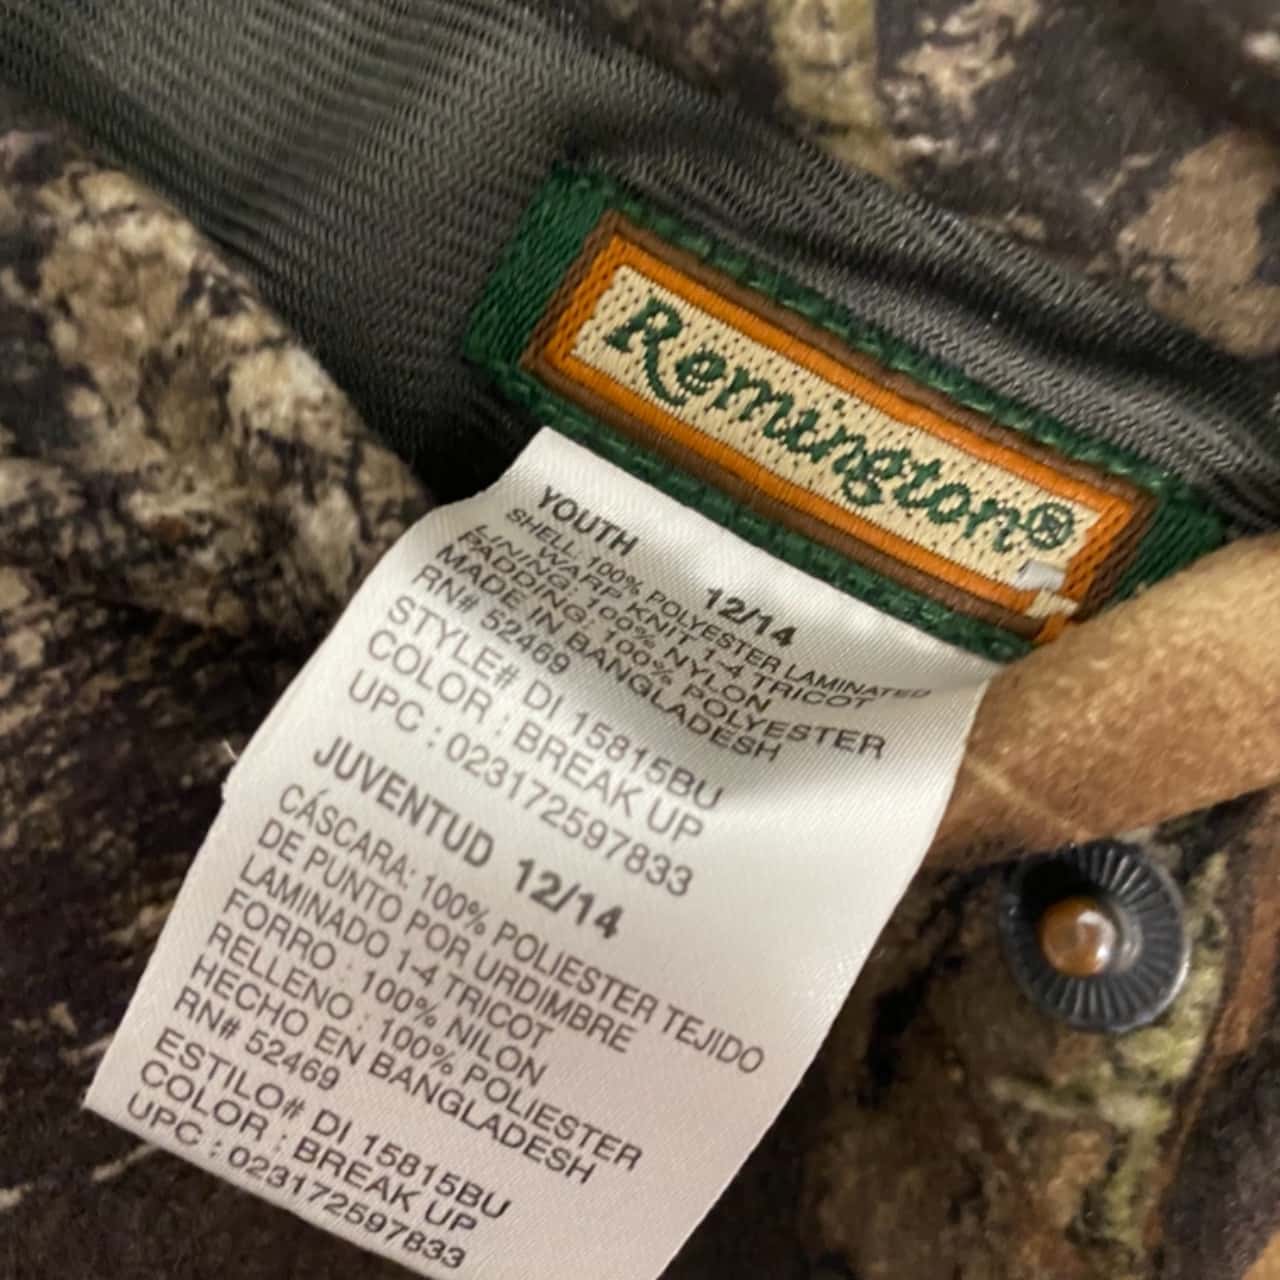 Remington®
YOUTH 12/14
SHELL: 100% POLYESTER LAMINATED
WARP KNIT 1-4 TRICOT
LINING: 100% NYLON
PADDING: 100% POLYESTER
MADE IN BANGLADESH
RN# 52469
STYLE# DI 15815BU
COLOR : BREAK UP
UPC : 023172597833
JUVENTUD 12/14
CÁSCARA: 100% POLIESTER TEJIDO
DE PUNTO POR URDIMBRE
LAMINADO 1-4 TRICOT
FORRO : 100% NILON
RELLENO : 100% POLIESTER
HECHO EN BANGLADESH
RN# 52469
ESTILO# DI 15815BU
COLOR : BREAK UP
UPC : 023172597833